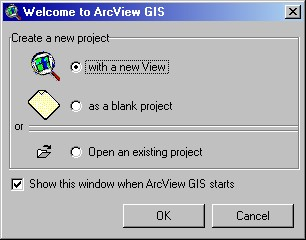 Welcome to ArcView GIS
Create a new project
with a new View
as a blank project
or
Open an existing project
Show this window when ArcView GIS starts
OK
Cancel